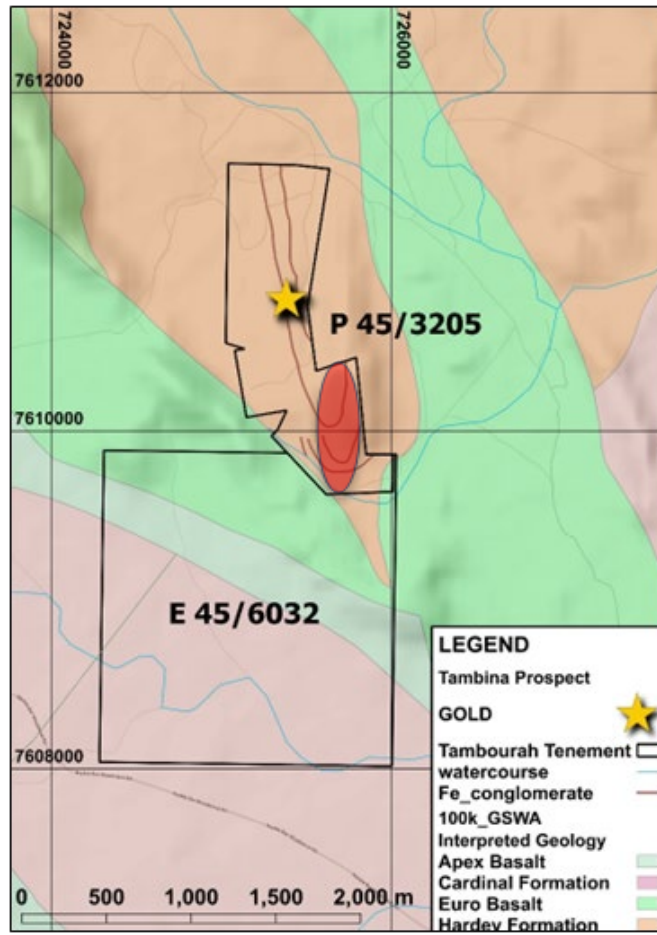 724000
726000
7612000
P 45/3205
7610000
E 45/6032
7608000
LEGEND
Tambina Prospect
GOLD
Tambourah Tenement
watercourse
Fe_conglomerate
100k_GSWA
Interpreted Geology
Apex Basalt
Cardinal Formation
Euro Basalt
Hardey Formation
0 500 1,000 1,500 2,000 m